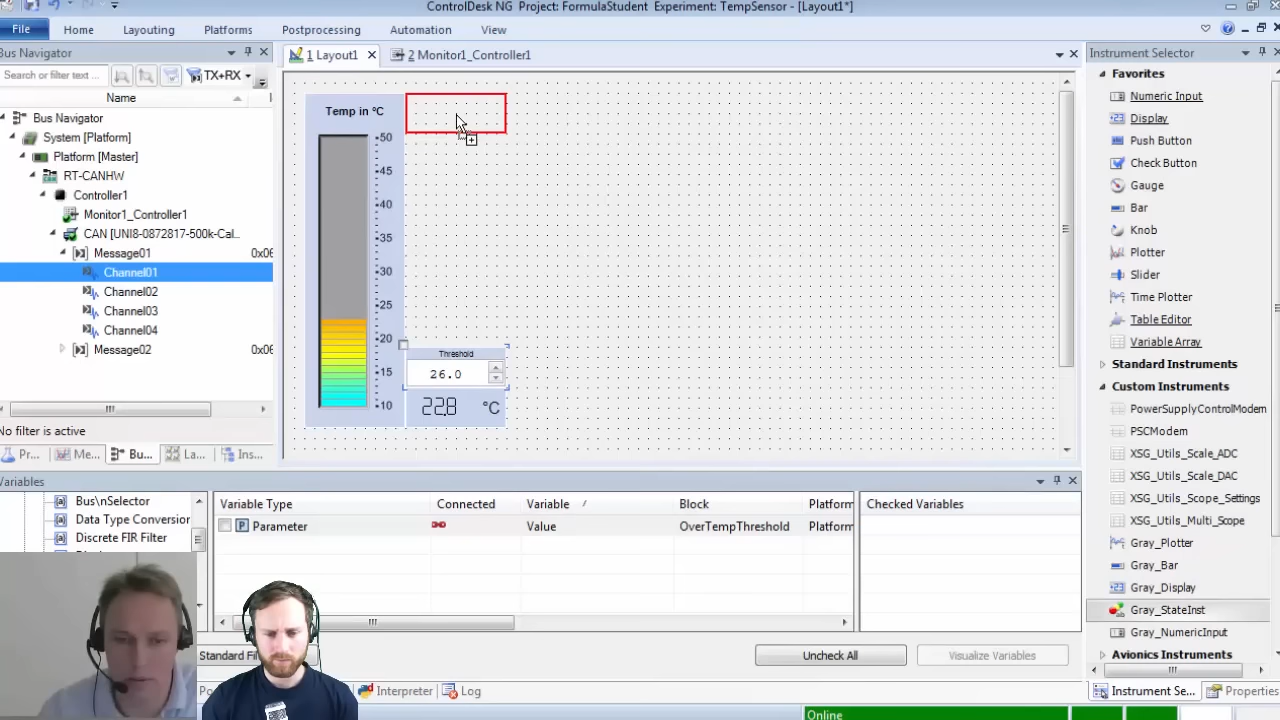 ControlDesk NG Project: FormulaStudent Experiment: TempSensor - [Layout1*]
File Home Layouting Platforms Postprocessing Automation View
Bus Navigator
1 Layout1
2 Monitor1_Controller1
Instrument Selector
Search or filter text...
TX+RX
Name
Bus Navigator
System [Platform]
Platform [Master]
RT-CANHW
Controller1
Monitor1_Controller1
CAN [UNI8-0872817-500k-Cal...
Message01 0x06
Channel01
Channel02
Channel03
Channel04
Message02 0x06
No filter is active
Pr... Me... Bu... La... Ins...
Temp in ºC
50
45
40
35
30
25
20
15
10
Threshold
26.0
22.8 ºC
Favorites
Numeric Input
Display
Push Button
Check Button
Gauge
Bar
Knob
Plotter
Slider
Time Plotter
Table Editor
Variable Array
Standard Instruments
Custom Instruments
PowerSupplyControlModem
PSCModem
XSG_Utils_Scale_ADC
XSG_Utils_Scale_DAC
XSG_Utils_Scope_Settings
XSG_Utils_Multi_Scope
Gray_Plotter
Gray_Bar
Gray_Display
Gray_StateInst
Gray_NumericInput
Avionics Instruments
Instrument Se... Properties
Variables
Bus\nSelector
Data Type Conversion
Discrete FIR Filter
Variable Type Connected Variable Block Platform
Parameter Value OverTempThreshold Platform
Checked Variables
Standard Fi
Uncheck All
Visualize Variables
Interpreter Log
Online